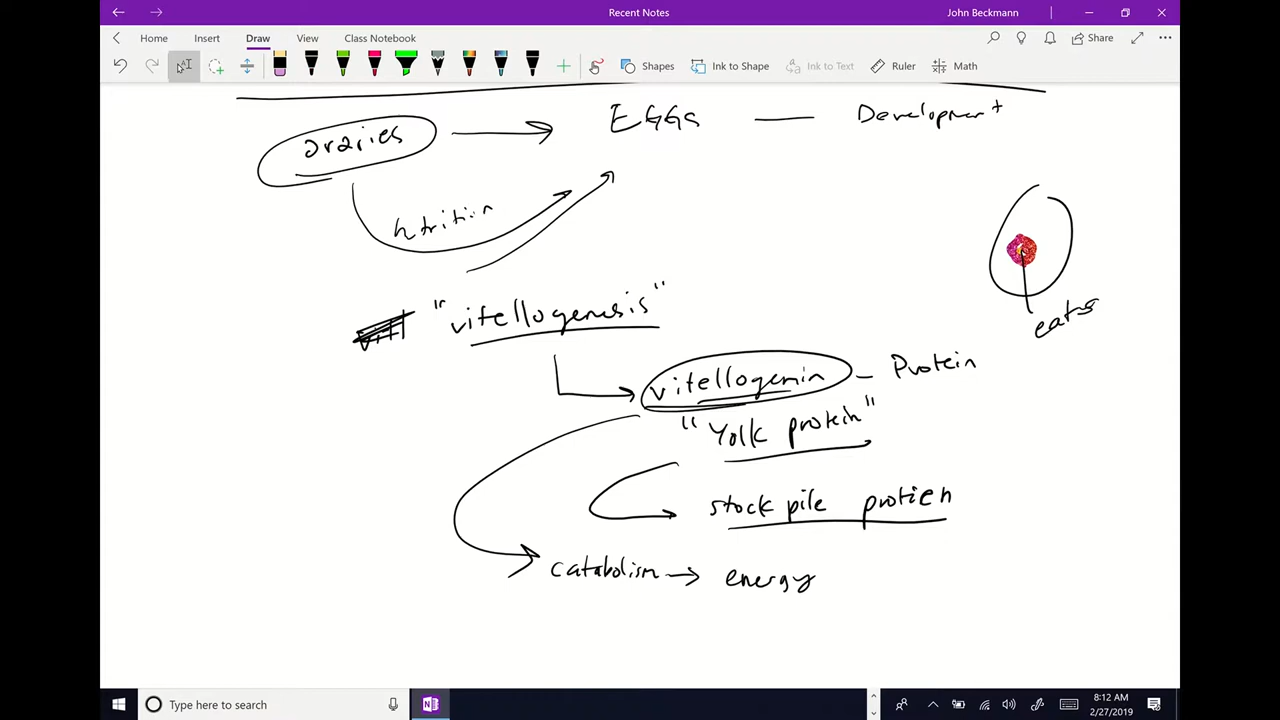 Recent Notes
John Beckmann
Home Insert Draw View Class Notebook
Share
Shapes Ink to Shape Ink to Text Ruler Math
ovaries EGGs Development
nutrition
"vitellogenesis"
eats
vitellogenin - Protein
"Yolk protein"
stock pile protien
catabolism → energy
Type here to search
8:12 AM
2/27/2019